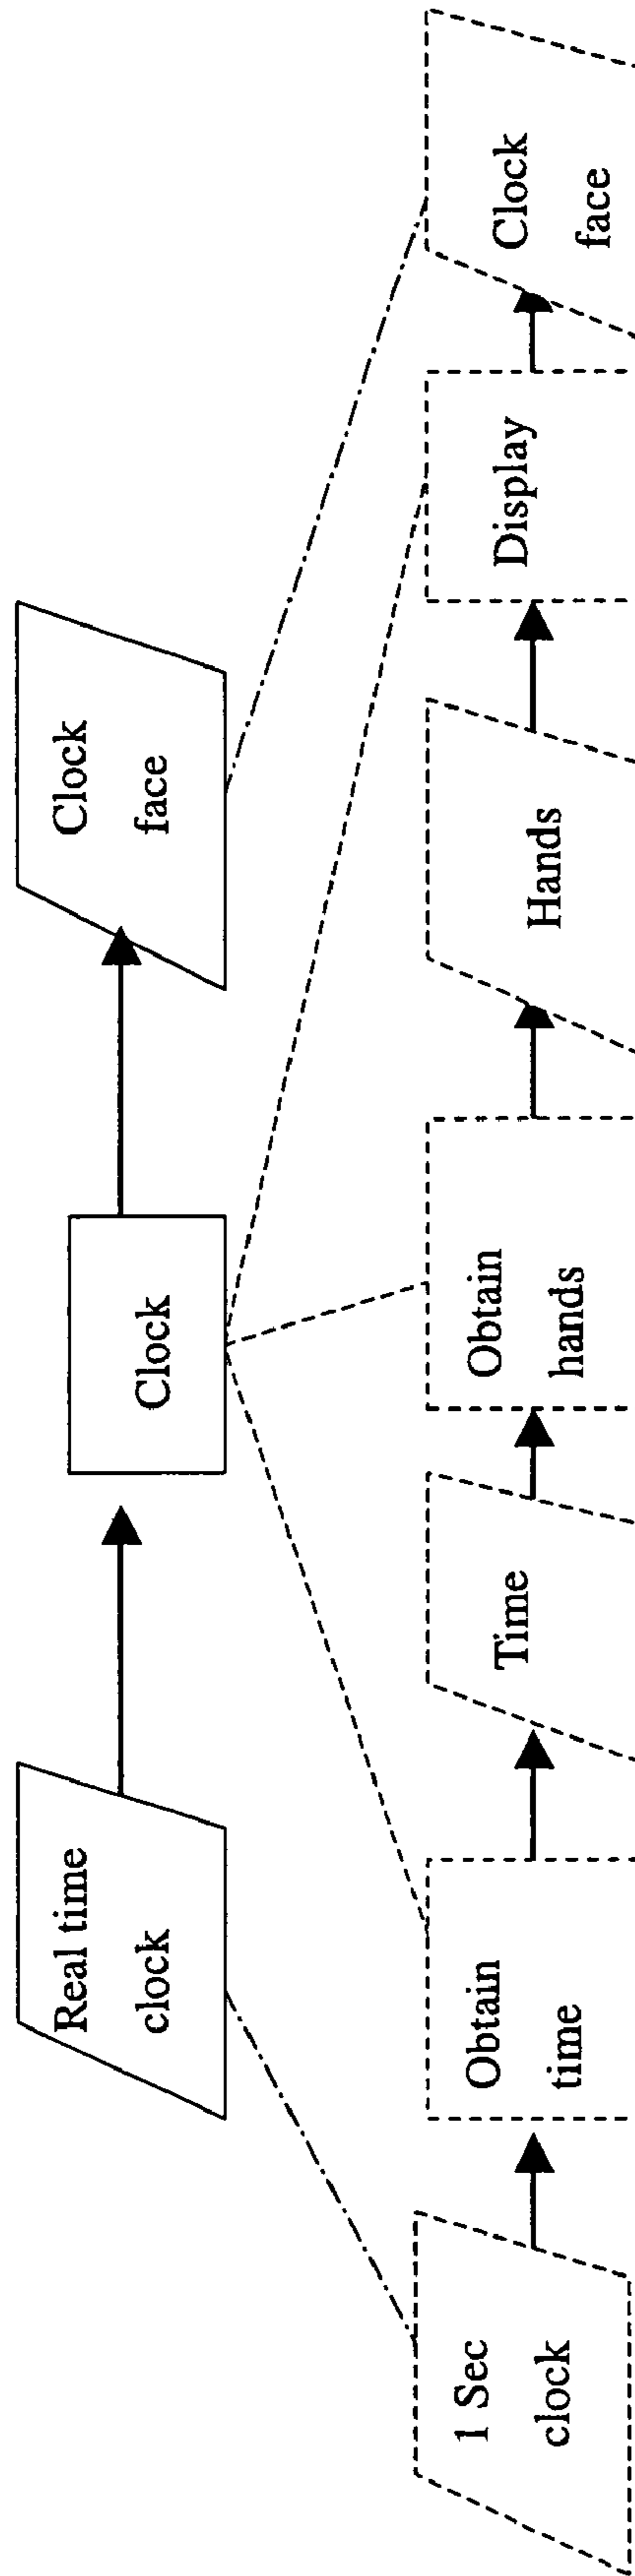 Real time
clock
Clock
Clock
face
1 Sec
clock
Obtain
time
Time
Obtain
hands
Hands
Display
Clock
face